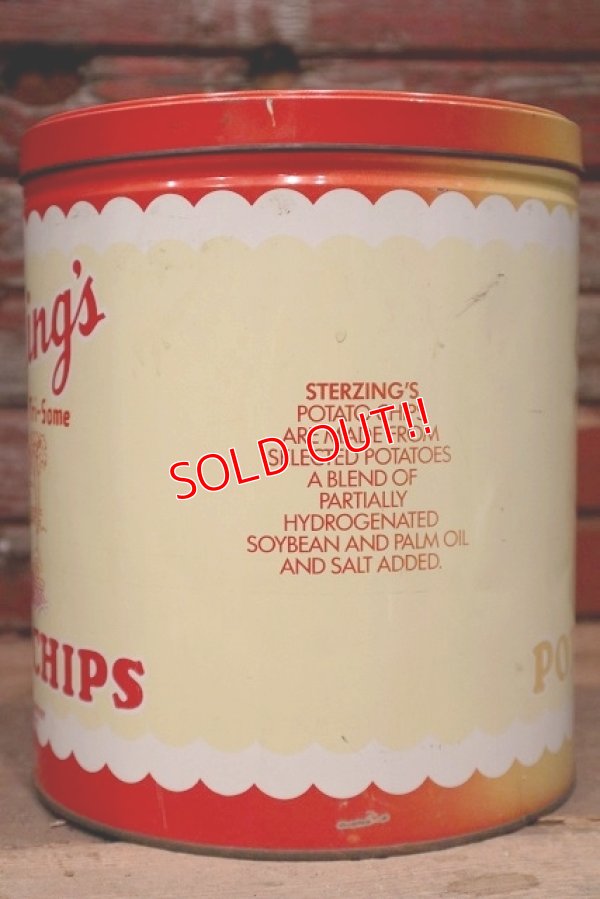 ing's
ri-Some
CHIPS
STERZING'S
POTATO CHIPS
ARE MADE FROM
SELECTED POTATOES
A BLEND OF
PARTIALLY
HYDROGENATED
SOYBEAN AND PALM OIL
AND SALT ADDED.
SOLD OUT!!
PO